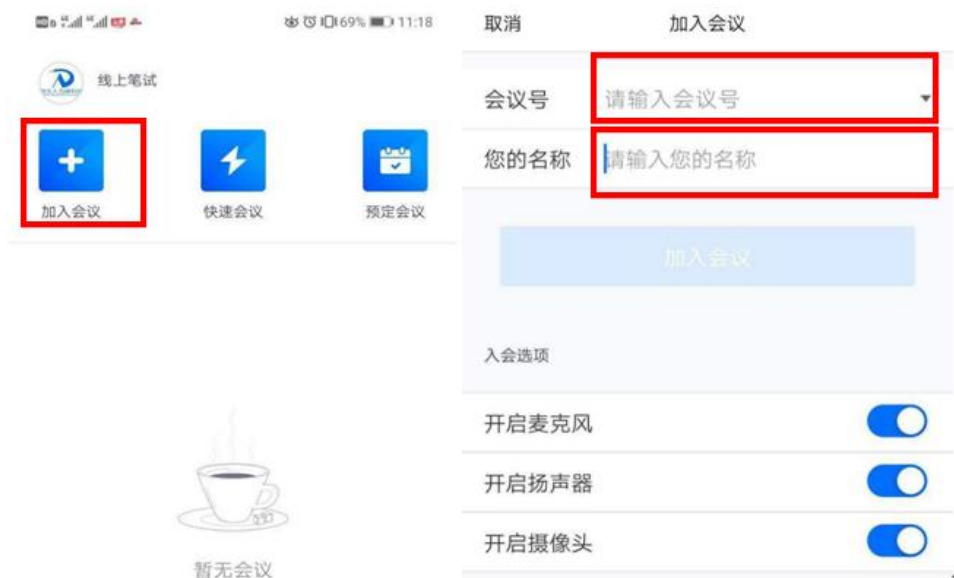 69% 11:18
线上笔试
加入会议
快速会议
预定会议
暂无会议
取消
加入会议
会议号
请输入会议号
您的名称
请输入您的名称
加入会议
入会选项
开启麦克风
开启扬声器
开启摄像头